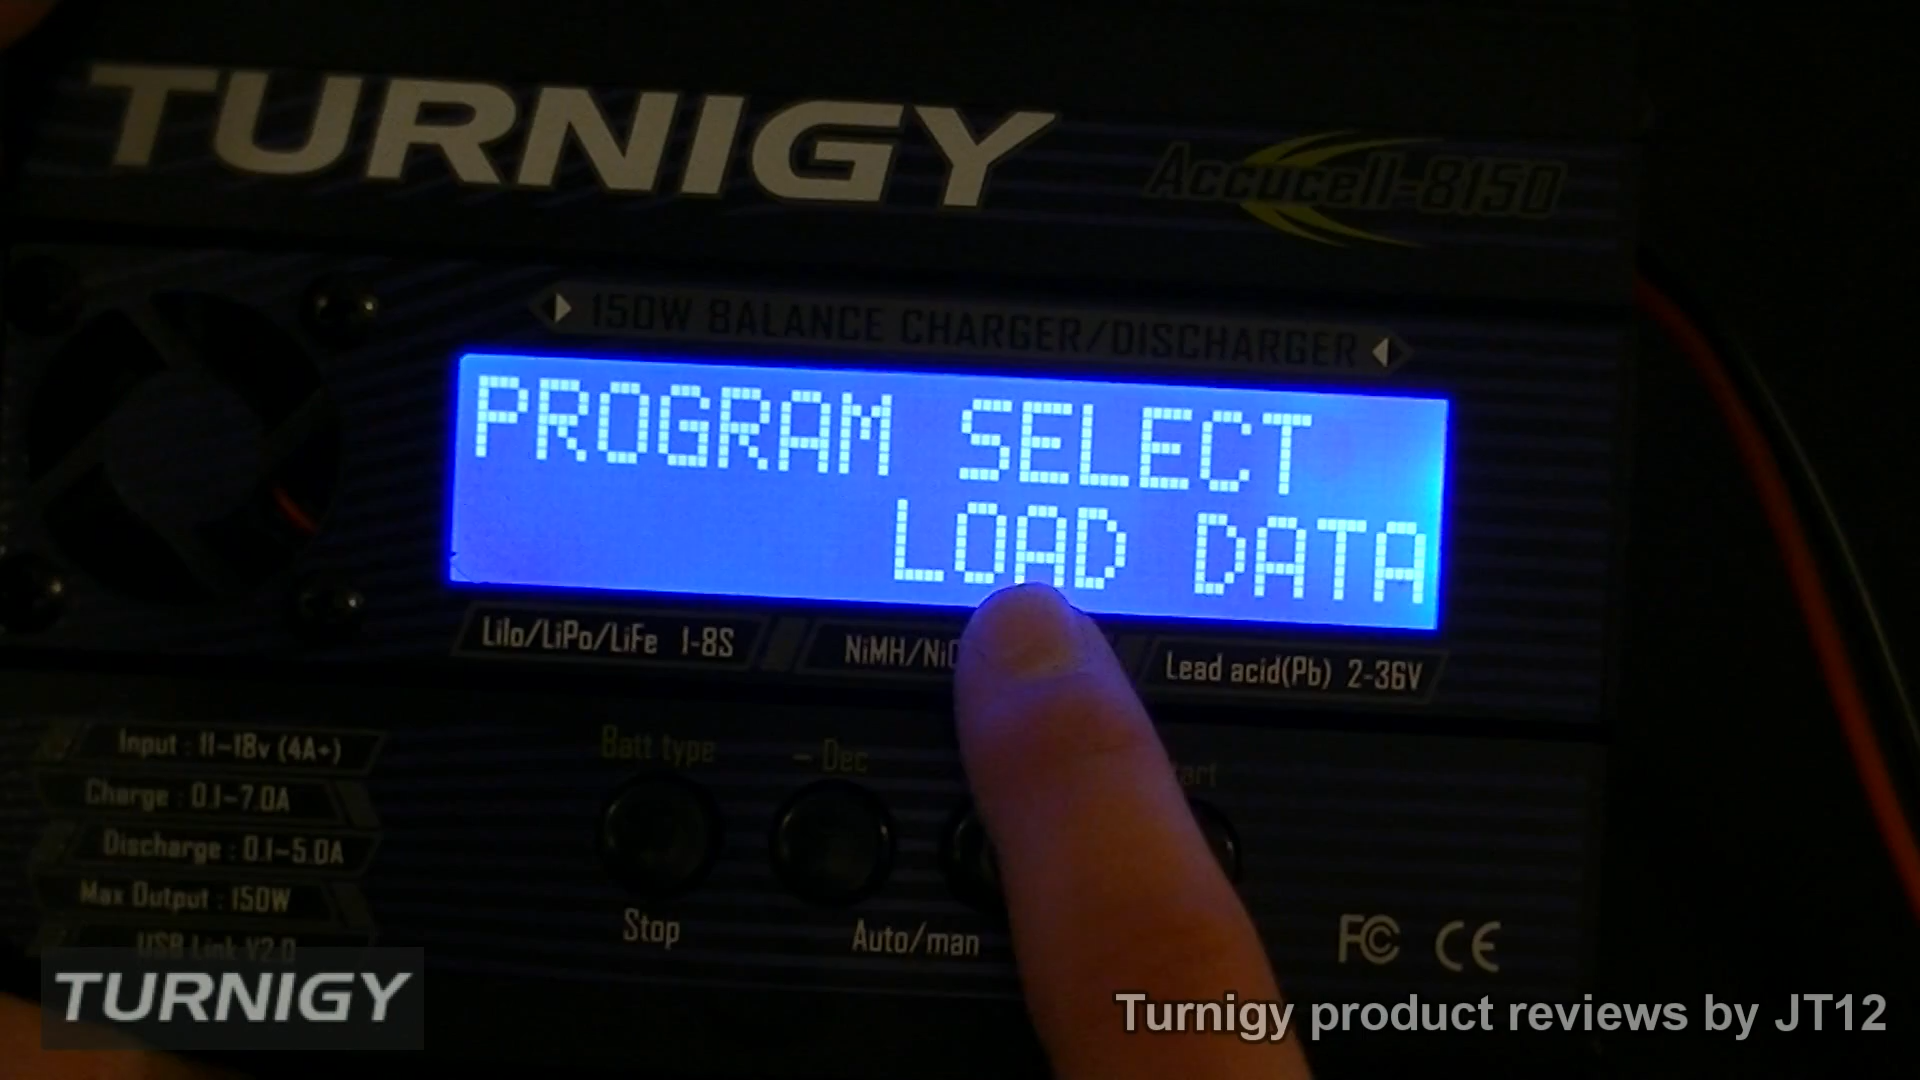 TURNIGY
Accucell-8150
150W BALANCE CHARGER/DISCHARGER
PROGRAM SELECT
LOAD DATA
LiIo/LiPo/LiFe 1-8S
Lead acid(Pb) 2-36V
Input : 11-18v (4A+)
Charge : 0.1-7.0A
Discharge : 0.1-5.0A
Max Output : 150W
USB Link V2.0
Batt type
- Dec
Stop
Auto/man
FC CE
TURNIGY
Turnigy product reviews by JT12